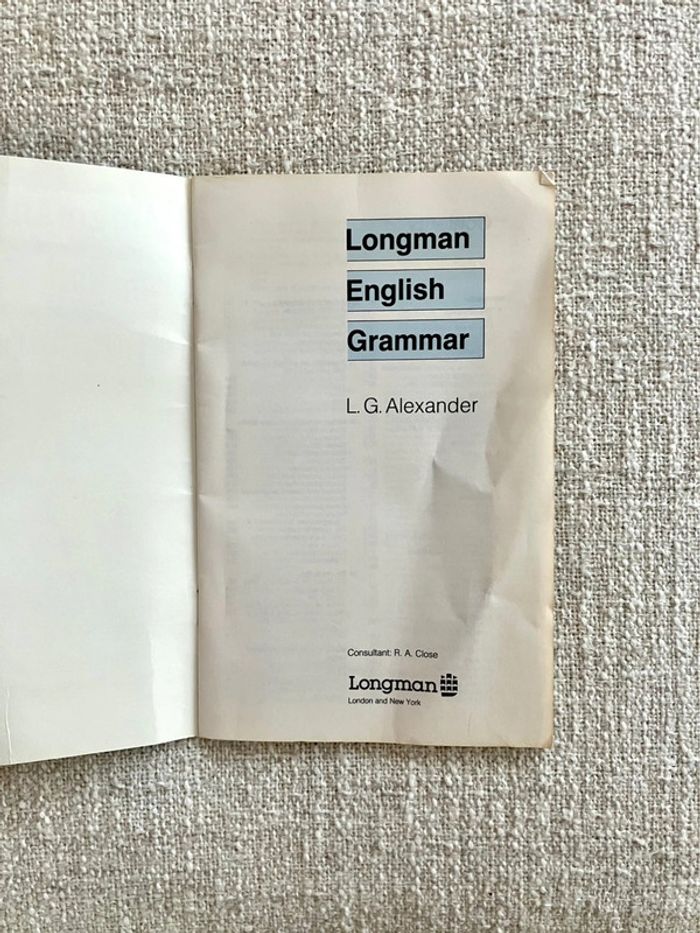 Longman
English
Grammar
L. G. Alexander
Consultant: R. A. Close
Longman
London and New York